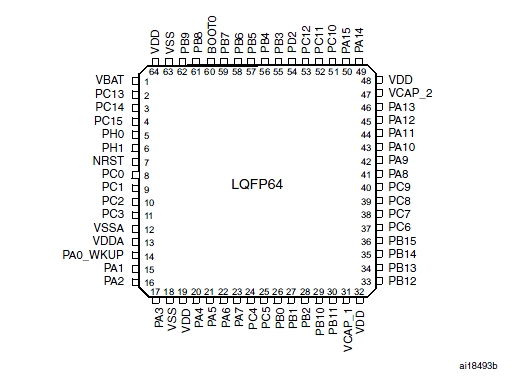 VDD VSS PB9 PB8 BOOT0 PB7 PB6 PB5 PB4 PB3 PD2 PC12 PC11 PC10 PA15 PA14
64 63 62 61 60 59 58 57 56 55 54 53 52 51 50 49
VBAT 1 48 VDD
PC13 2 47 VCAP_2
PC14 3 46 PA13
PC15 4 45 PA12
PH0 5 44 PA11
PH1 6 43 PA10
NRST 7 42 PA9
PC0 8 41 PA8
PC1 9 LQFP64 40 PC9
PC2 10 39 PC8
PC3 11 38 PC7
VSSA 12 37 PC6
VDDA 13 36 PB15
PA0_WKUP 14 35 PB14
PA1 15 34 PB13
PA2 16 33 PB12
17 18 19 20 21 22 23 24 25 26 27 28 29 30 31 32
PA3 VSS VDD PA4 PA5 PA6 PA7 PC4 PC5 PB0 PB1 PB2 PB10 PB11 VCAP_1 VDD
ai18493b